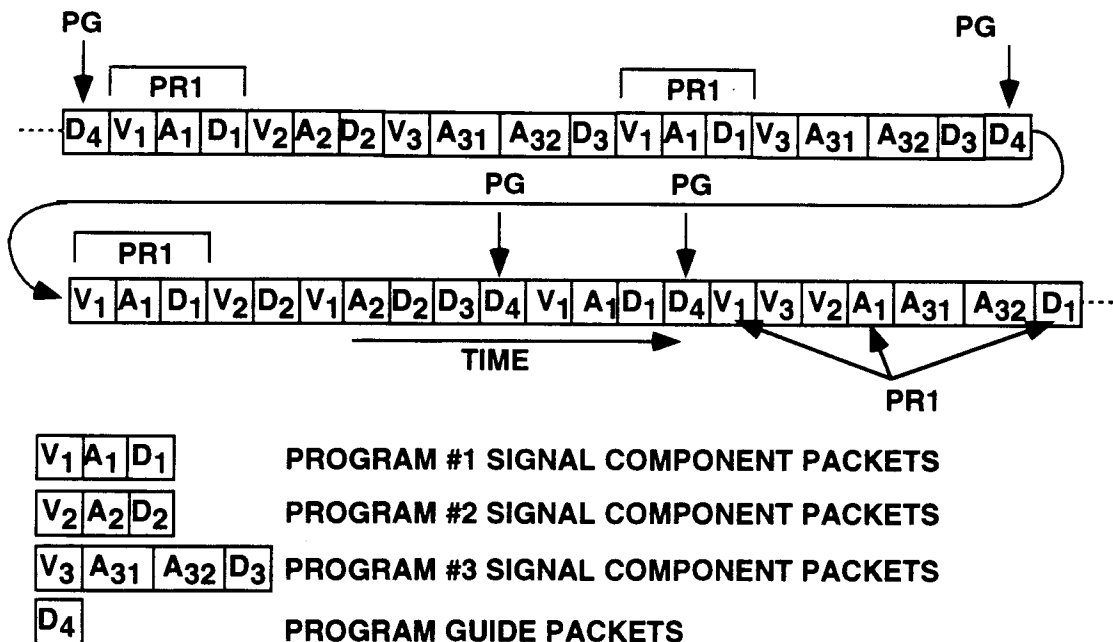 PG PG
PR1 PR1
D4 V1 A1 D1 V2 A2 D2 V3 A31 A32 D3 V1 A1 D1 V3 A31 A32 D3 D4
PG PG
PR1
V1 A1 D1 V2 D2 V1 A2 D2 D3 D4 V1 A1 D1 D4 V1 V3 V2 A1 A31 A32 D1
TIME
PR1
V1 A1 D1 PROGRAM #1 SIGNAL COMPONENT PACKETS
V2 A2 D2 PROGRAM #2 SIGNAL COMPONENT PACKETS
V3 A31 A32 D3 PROGRAM #3 SIGNAL COMPONENT PACKETS
D4 PROGRAM GUIDE PACKETS